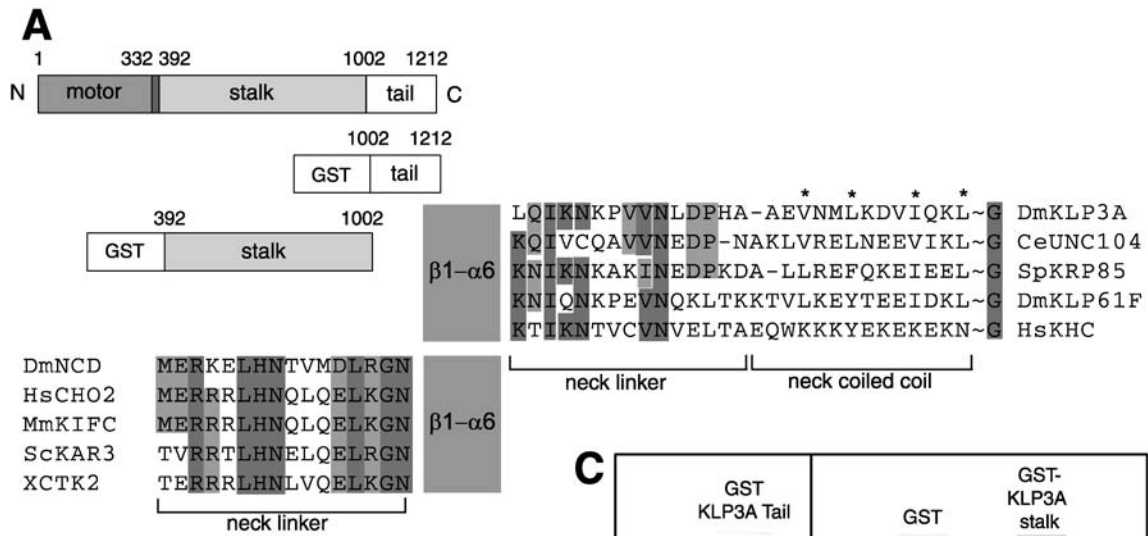 A
1 332 392 1002 1212
N motor stalk tail C
1002 1212
GST tail
392 1002
GST stalk
* * * *
β1–α6
LQIKNKPVVNLDPHA-AEVNMLKDVIQKL~G DmKLP3A
KQIVCQAVVNEDP-NAKLVRELNEEVIKL~G CeUNC104
KNIKNKAKINEDPKDA-LLREFQKEIEEL~G SpKRP85
KNIQNKPEVNQKLTKKTVLKEYTEEIDKL~G DmKLP61F
KTIKNTVCVNVELTAEQWKKKYEKEKEKN~G HsKHC
neck linker neck coiled coil
DmNCD MERKELHNTVMDLRGN
HsCHO2 MERRRLHNQLQELKGN
MmKIFC MERRRLHNQLQELKGN
ScKAR3 TVRRTLHNELQELRGN
XCTK2 TERRRLHNLVQELKGN
β1–α6
neck linker
C
GST
KLP3A Tail
GST
GST-
KLP3A
stalk